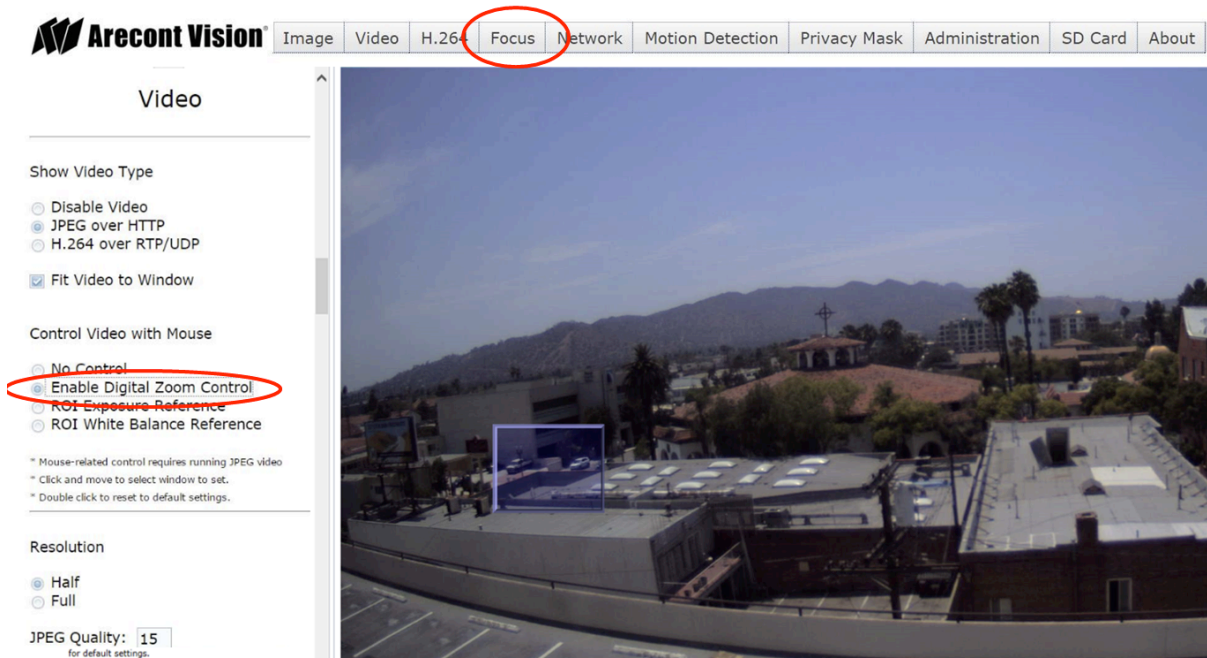 Arecont Vision®
Image Video H.264 Focus Network Motion Detection Privacy Mask Administration SD Card About
Video
Show Video Type
Disable Video
JPEG over HTTP
H.264 over RTP/UDP
Fit Video to Window
Control Video with Mouse
No Control
Enable Digital Zoom Control
ROI Exposure Reference
ROI White Balance Reference
* Mouse-related control requires running JPEG video
* Click and move to select window to set.
* Double click to reset to default settings.
Resolution
Half
Full
JPEG Quality: 15
for default settings.